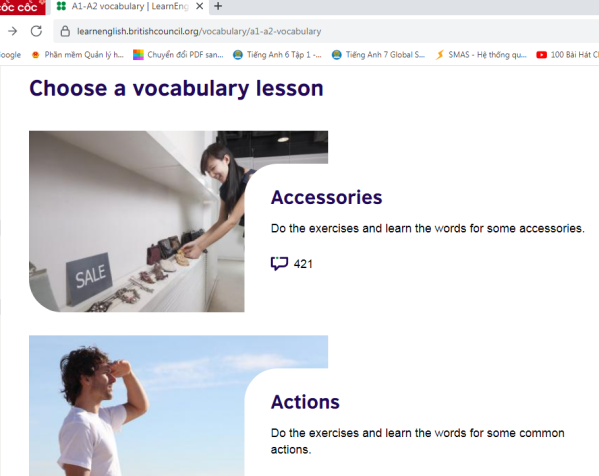 CỐC CỐC
A1-A2 vocabulary | LearnEng
learnenglish.britishcouncil.org/vocabulary/a1-a2-vocabulary
oogle
Phần mềm Quản lý h...
Chuyển đổi PDF san...
Tiếng Anh 6 Tập 1 -...
Tiếng Anh 7 Global S...
SMAS - Hệ thống qu...
100 Bài Hát C
Choose a vocabulary lesson
SALE
Accessories
Do the exercises and learn the words for some accessories.
421
Actions
Do the exercises and learn the words for some common
actions.